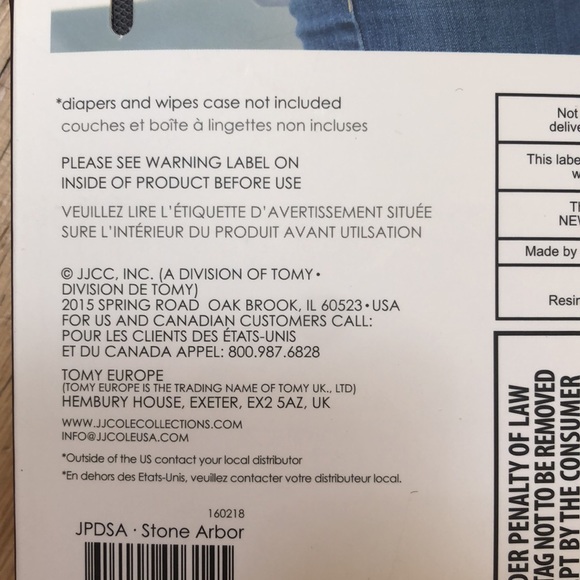 *diapers and wipes case not included
couches et boîte à lingettes non incluses
PLEASE SEE WARNING LABEL ON
INSIDE OF PRODUCT BEFORE USE
VEUILLEZ LIRE L'ÉTIQUETTE D'AVERTISSEMENT SITUÉE
SURE L'INTÉRIEUR DU PRODUIT AVANT UTILSATION
© JJCC, INC. (A DIVISION OF TOMY•
DIVISION DE TOMY)
2015 SPRING ROAD OAK BROOK, IL 60523•USA
FOR US AND CANADIAN CUSTOMERS CALL:
POUR LES CLIENTS DES ÉTATS-UNIS
ET DU CANADA APPEL: 800.987.6828
TOMY EUROPE
(TOMY EUROPE IS THE TRADING NAME OF TOMY UK., LTD)
HEMBURY HOUSE, EXETER, EX2 5AZ, UK
WWW.JJCOLECOLLECTIONS.COM
INFO@JJCOLEUSA.COM
*Outside of the US contact your local distributor
*En dehors des Etats-Unis, veuillez contacter votre distributeur local.
160218
JPDSA · Stone Arbor
Not
delive
This labe
w
TH
NEV
Made by
Resin
DER PENALTY OF LAW
TAG NOT TO BE REMOVED
PT BY THE CONSUMER